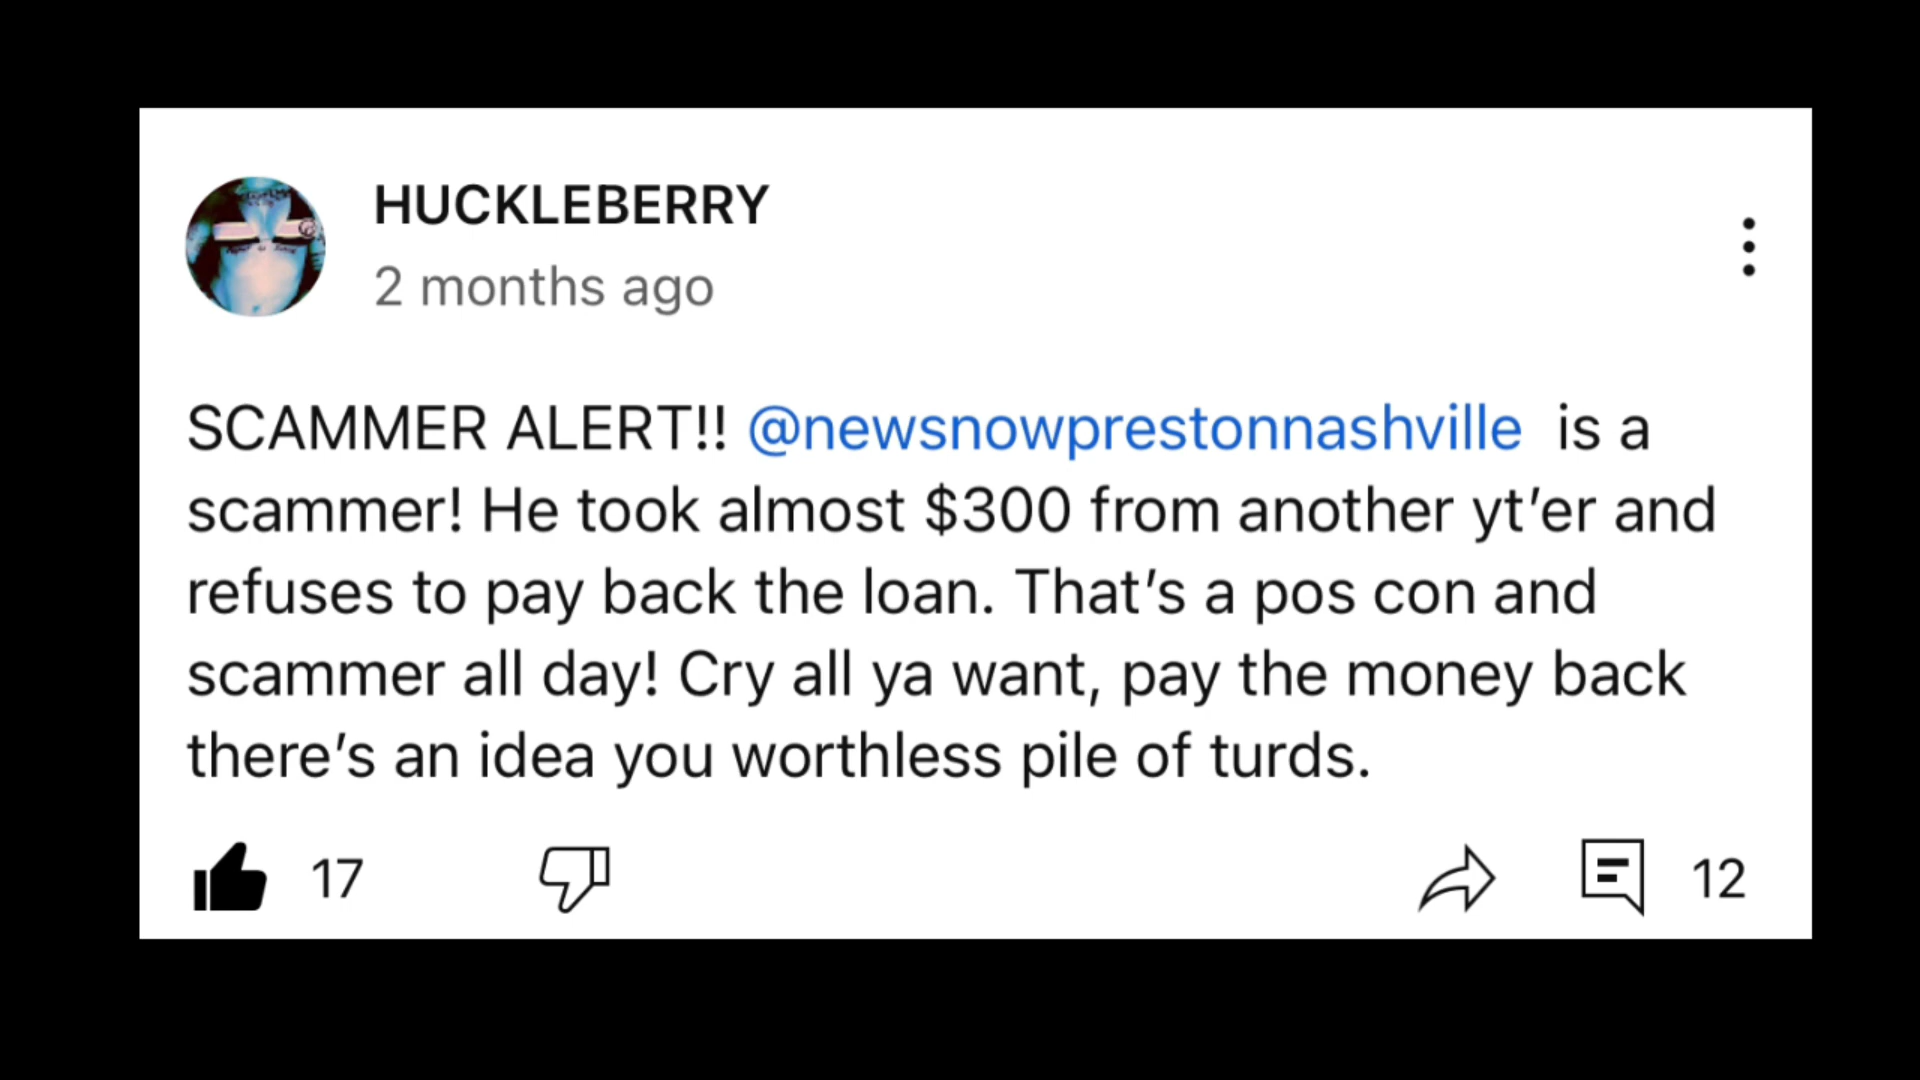 HUCKLEBERRY
2 months ago
SCAMMER ALERT!! @newsnowprestonnashville is a
scammer! He took almost $300 from another yt’er and
refuses to pay back the loan. That’s a pos con and
scammer all day! Cry all ya want, pay the money back
there’s an idea you worthless pile of turds.
17
12